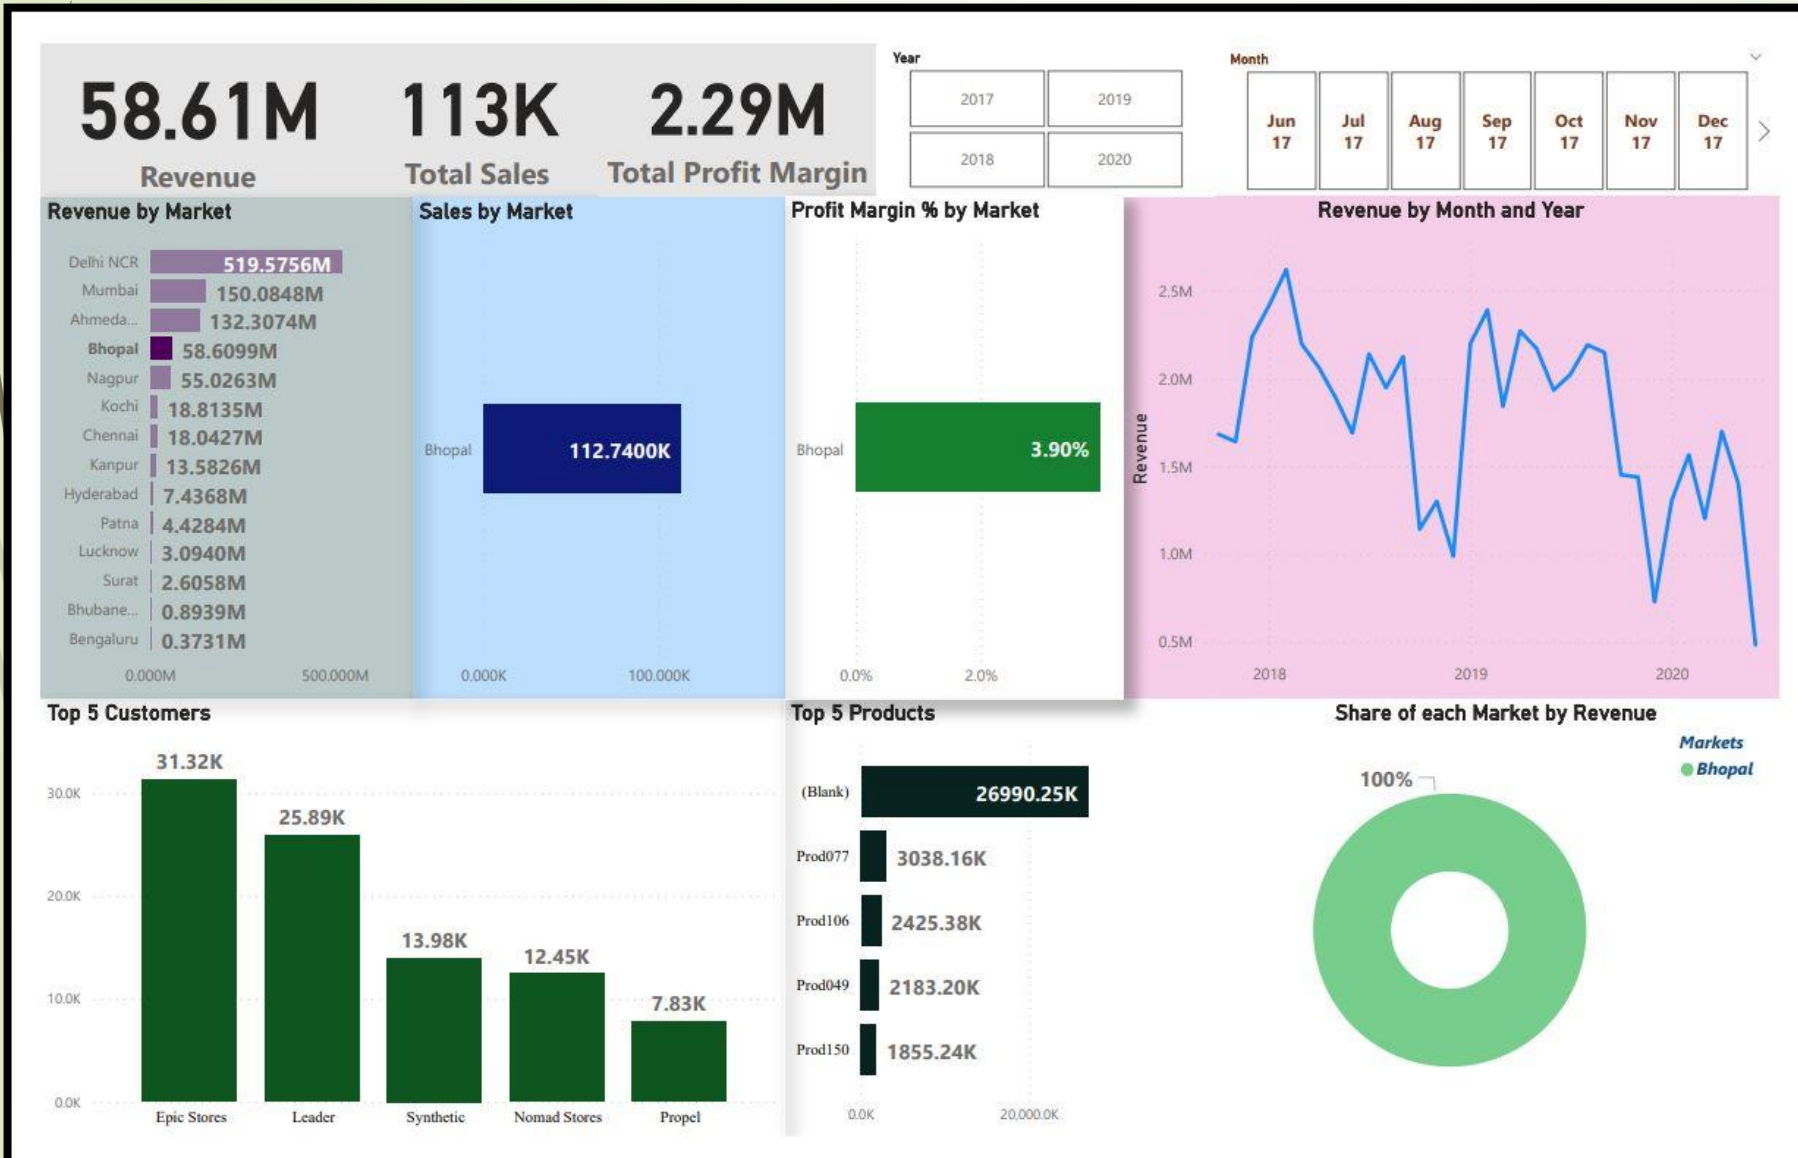 58.61M
Revenue
113K
Total Sales
2.29M
Total Profit Margin
Year
2017
2019
2018
2020
Month
Jun
17
Jul
17
Aug
17
Sep
17
Oct
17
Nov
17
Dec
17
Revenue by Market
Delhi NCR 519.5756M
Mumbai 150.0848M
Ahmeda... 132.3074M
Bhopal 58.6099M
Nagpur 55.0263M
Kochi 18.8135M
Chennai 18.0427M
Kanpur 13.5826M
Hyderabad 7.4368M
Patna 4.4284M
Lucknow 3.0940M
Surat 2.6058M
Bhubane... 0.8939M
Bengaluru 0.3731M
0.000M 500.000M
Sales by Market
Bhopal 112.7400K
0.000K 100.000K
Profit Margin % by Market
Bhopal 3.90%
0.0% 2.0%
Revenue by Month and Year
Revenue
2.5M
2.0M
1.5M
1.0M
0.5M
2018 2019 2020
Top 5 Customers
30.0K
20.0K
10.0K
0.0K
31.32K
25.89K
13.98K
12.45K
7.83K
Epic Stores Leader Synthetic Nomad Stores Propel
Top 5 Products
(Blank) 26990.25K
Prod077 3038.16K
Prod106 2425.38K
Prod049 2183.20K
Prod150 1855.24K
0.0K 20,000.0K
Share of each Market by Revenue
Markets
Bhopal
100%